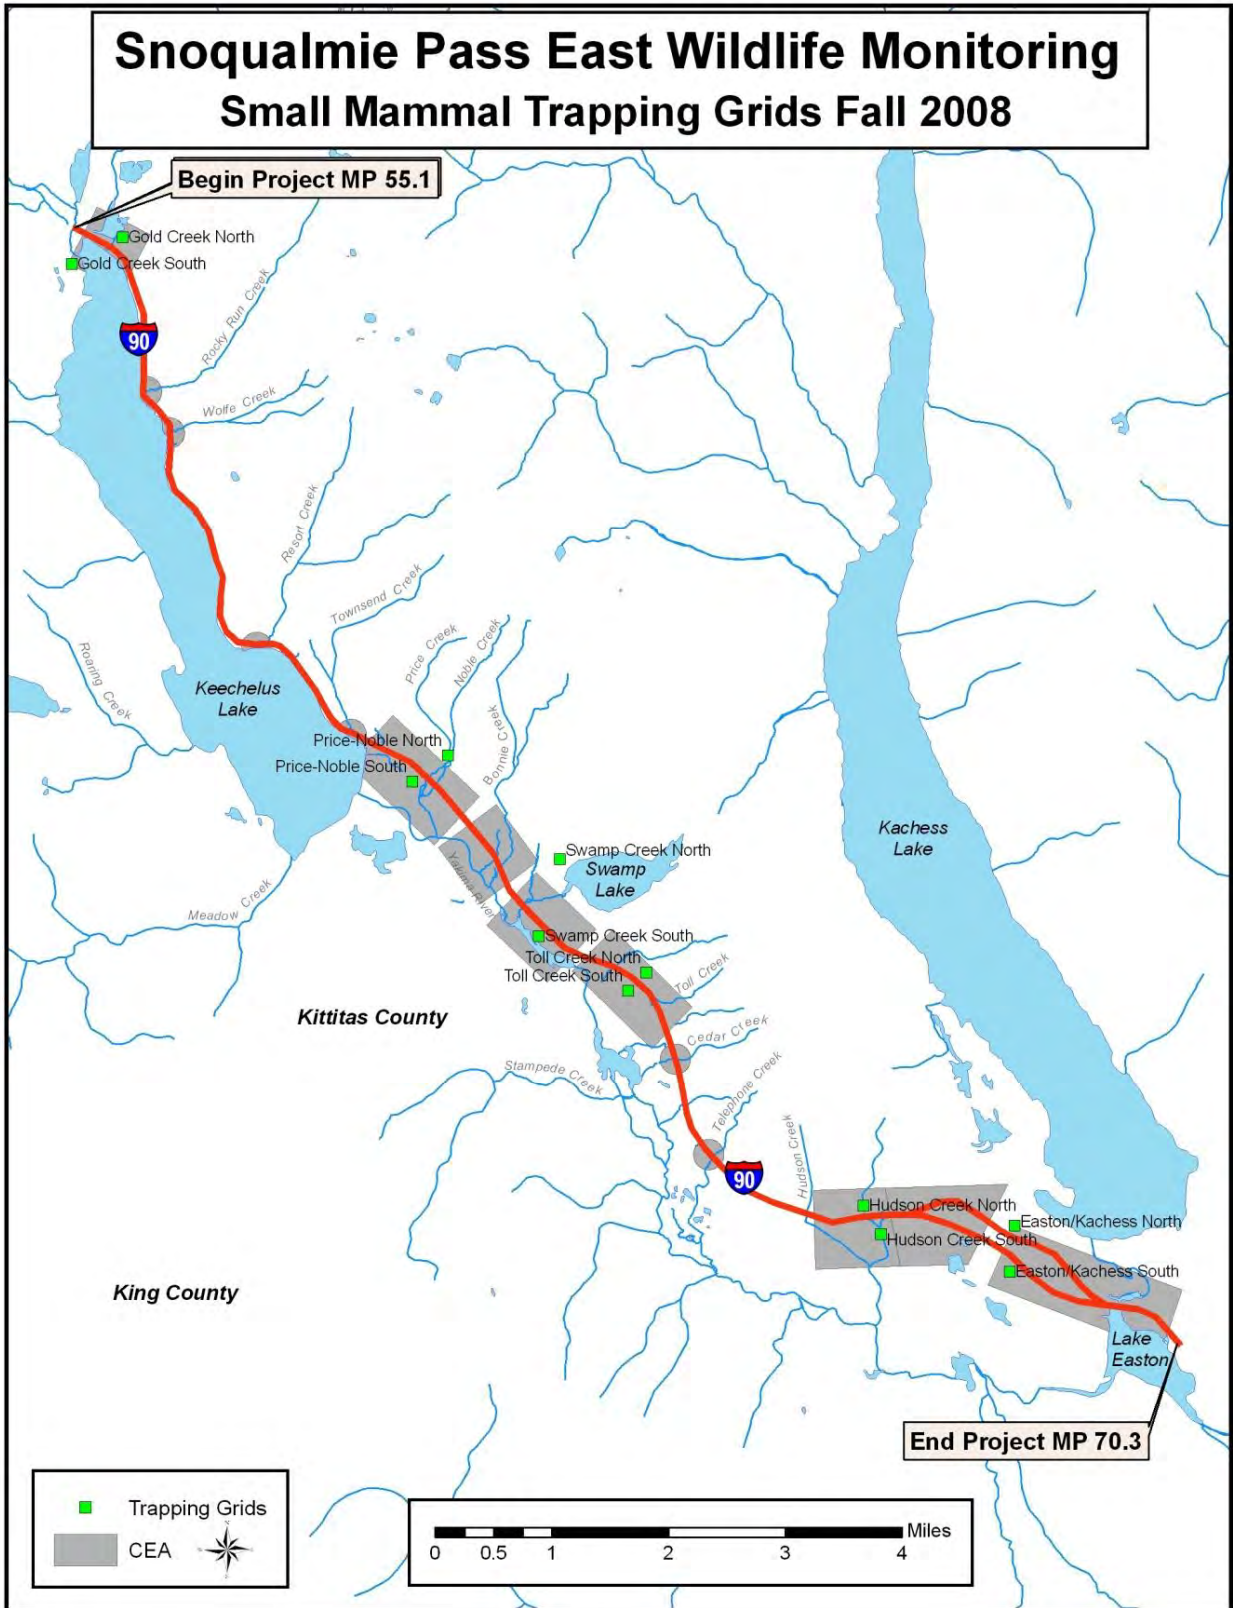 Snoqualmie Pass East Wildlife Monitoring
Small Mammal Trapping Grids Fall 2008
Begin Project MP 55.1
Gold Creek North
Gold Creek South
90
Rocky Run Creek
Wolfe Creek
Resort Creek
Townsend Creek
Price Creek
Noble Creek
Bonnie Creek
Roaring Creek
Keechelus
Lake
Price-Noble North
Price-Noble South
Kachess
Lake
Swamp Creek North
Swamp
Lake
Yakima River
Meadow Creek
Swamp Creek South
Toll Creek North
Toll Creek South
Toll Creek
Kittitas County
Cedar Creek
Stampede Creek
Telephone Creek
Hudson Creek
90
Hudson Creek North
Hudson Creek South
Easton/Kachess North
Easton/Kachess South
King County
Lake
Easton
End Project MP 70.3
Trapping Grids
CEA
N
Miles
0 0.5 1 2 3 4